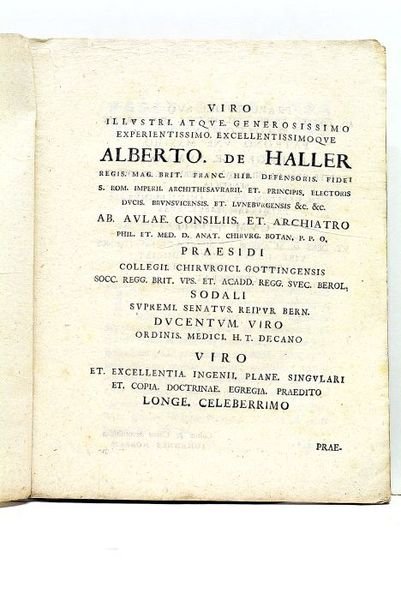 VIRO
ILLVSTRI. ATQVE. GENEROSISSIMO
EXPERIENTISSIMO. EXCELLENTISSIMOQVE
ALBERTO. DE HALLER
REGIS. MAG. BRIT. FRANC. HIB. DEFENSORIS. FIDEI
S. ROM. IMPERII. ARCHITHESAVRARII. ET. PRINCIPIS. ELECTORIS
DVCIS. BRVNSVICENSIS. ET. LVNEBVRGENSIS &c. &c.
AB. AVLAE. CONSILIIS. ET. ARCHIATRO
PHIL. ET. MED. D. ANAT. CHIRVRG. BOTAN. P. P. O.
PRAESIDI
COLLEGII. CHIRVRGICI. GOTTINGENSIS
SOCC. REGG. BRIT. VPS. ET. ACADD. REGG. SVEC. BEROL.
SODALI
SVPREMI. SENATVS. REIPVB. BERN.
DVCENTVM. VIRO
ORDINIS. MEDICI. H. T. DECANO
VIRO
ET. EXCELLENTIA. INGENII. PLANE. SINGVLARI
ET. COPIA. DOCTRINAE. EGREGIA. PRAEDITO
LONGE. CELEBERRIMO
PRAE-